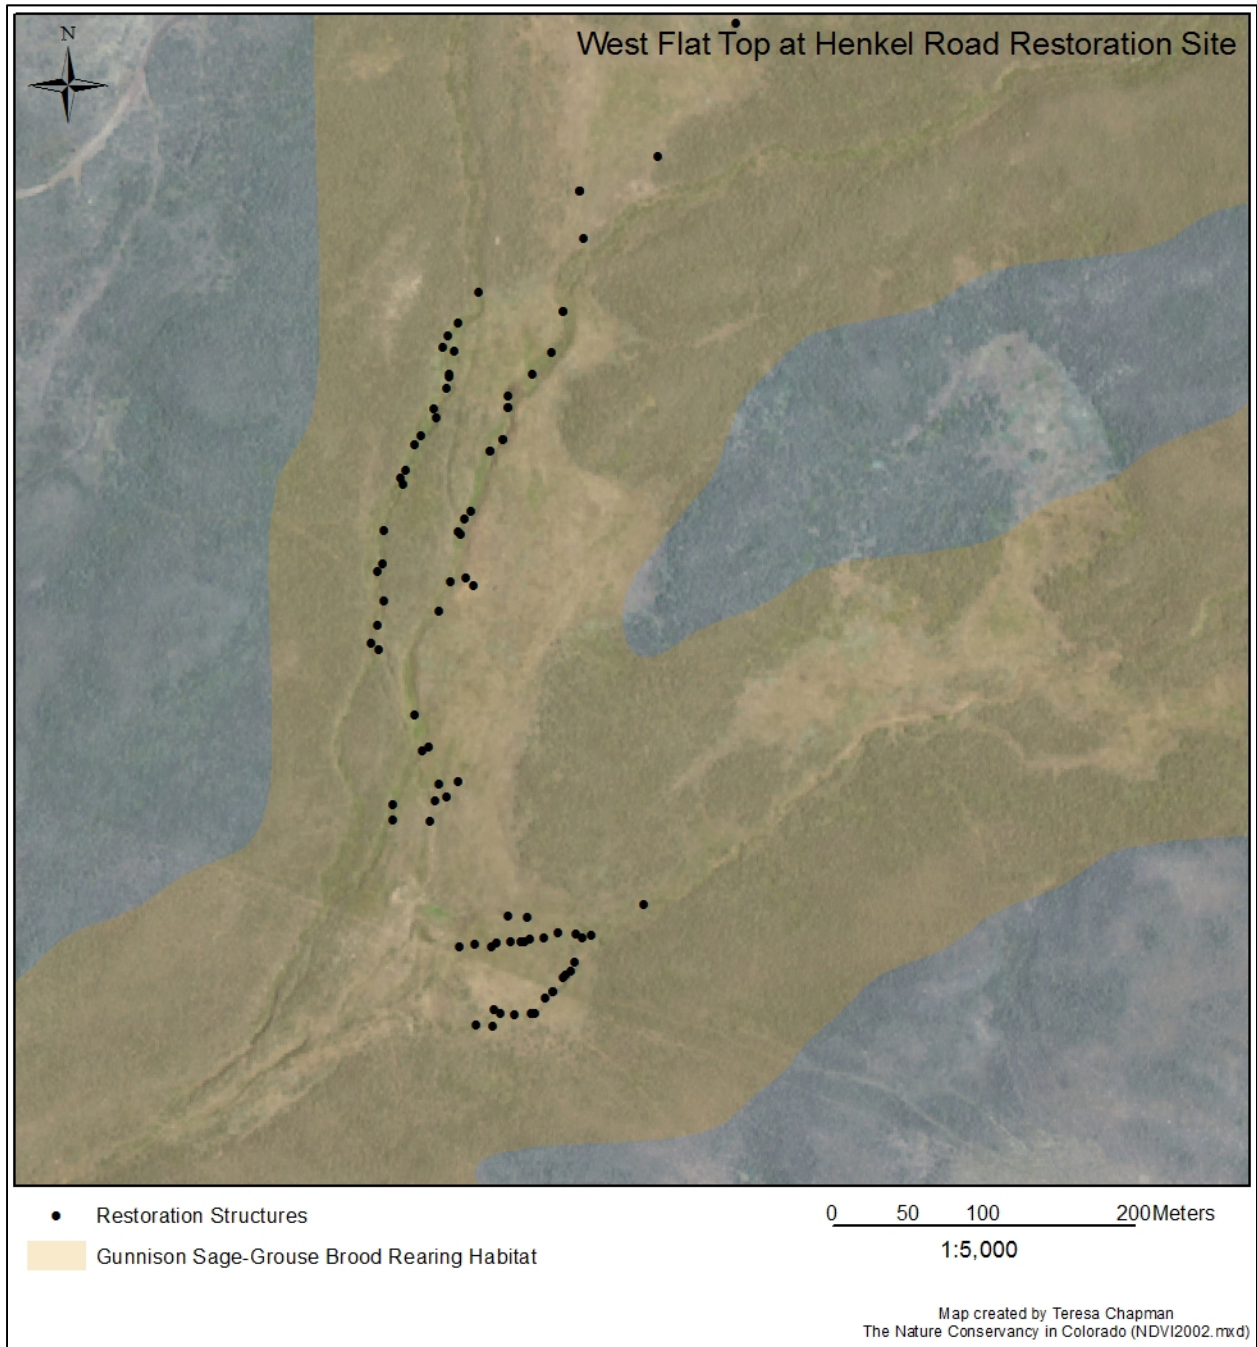 N
West Flat Top at Henkel Road Restoration Site
Restoration Structures
Gunnison Sage-Grouse Brood Rearing Habitat
0 50 100 200Meters
1:5,000
Map created by Teresa Chapman
The Nature Conservancy in Colorado (NDVI2002.mxd)